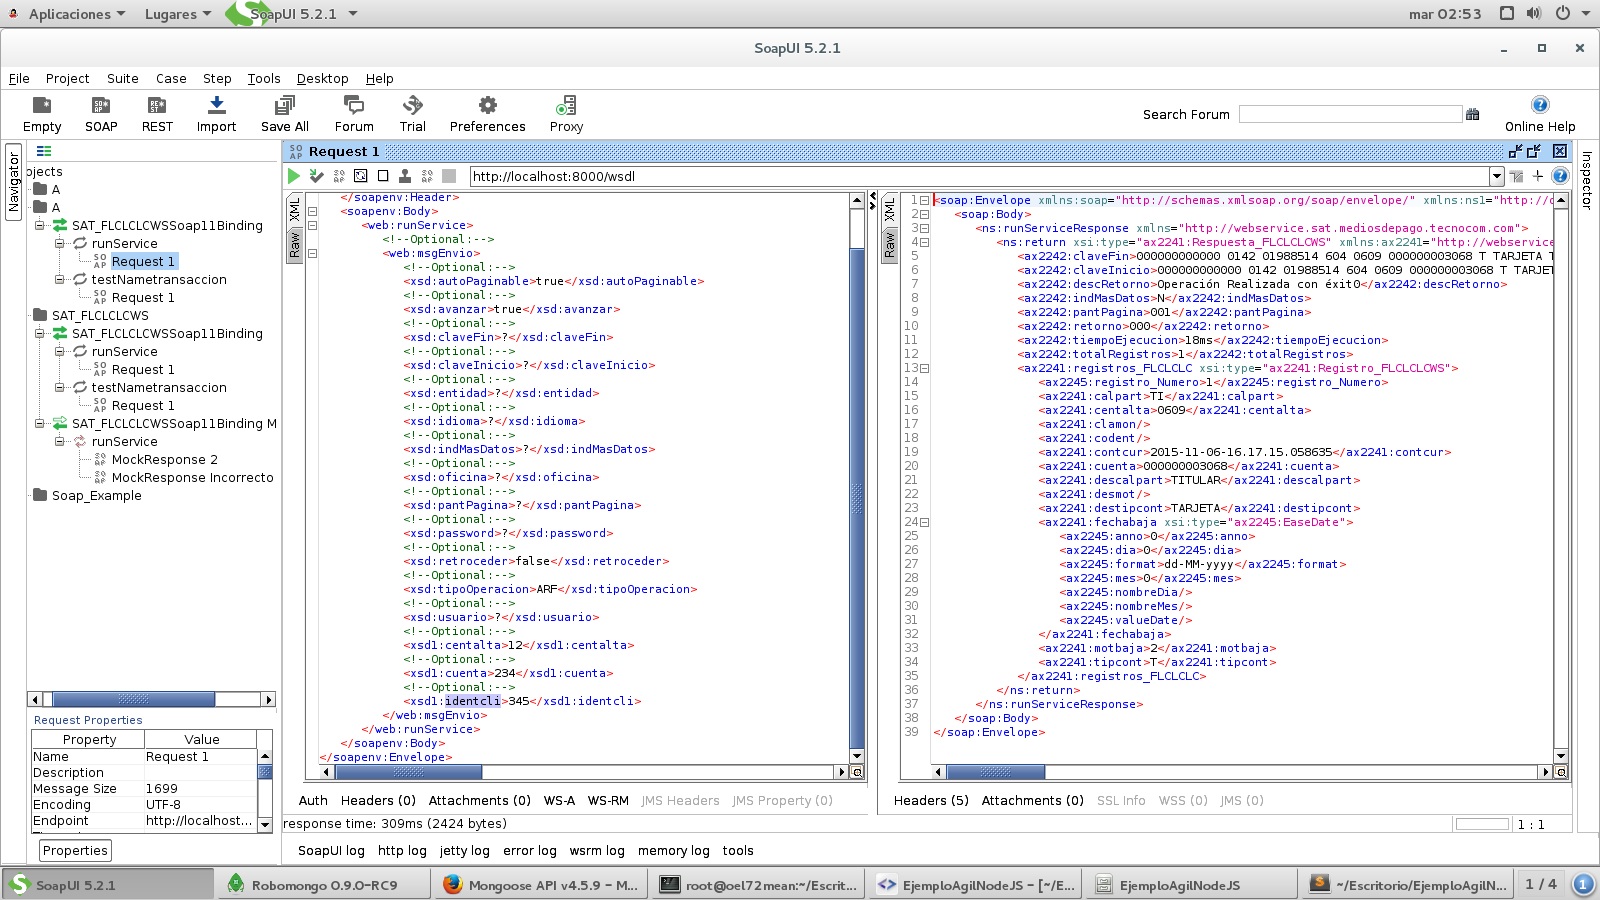 Aplicaciones Lugares SoapUI 5.2.1 mar 02:53
SoapUI 5.2.1
File Project Suite Case Step Tools Desktop Help
Empty SOAP REST Import Save All Forum Trial Preferences Proxy
Search Forum
Online Help
Navigator
ojects
A
A
SAT_FLCLCLCWSSoap11Binding
runService
Request 1
testNametransaccion
Request 1
SAT_FLCLCLCWS
SAT_FLCLCLCWSSoap11Binding
runService
Request 1
testNametransaccion
Request 1
SAT_FLCLCLCWSSoap11Binding M
runService
MockResponse 2
MockResponse Incorrecto
Soap_Example
Request Properties
Property Value
Name Request 1
Description
Message Size 1699
Encoding UTF-8
Endpoint http://localhost...
Properties
Request 1
http://localhost:8000/wsdl
XML
Raw
</soapenv:Header>
<soapenv:Body>
<web:runService>
<!--Optional:-->
<web:msgEnvio>
<!--Optional:-->
<xsd:autoPaginable>true</xsd:autoPaginable>
<!--Optional:-->
<xsd:avanzar>true</xsd:avanzar>
<!--Optional:-->
<xsd:claveFin>?</xsd:claveFin>
<!--Optional:-->
<xsd:claveInicio>?</xsd:claveInicio>
<!--Optional:-->
<xsd:entidad>?</xsd:entidad>
<!--Optional:-->
<xsd:idioma>?</xsd:idioma>
<!--Optional:-->
<xsd:indMasDatos>?</xsd:indMasDatos>
<!--Optional:-->
<xsd:oficina>?</xsd:oficina>
<!--Optional:-->
<xsd:pantPagina>?</xsd:pantPagina>
<!--Optional:-->
<xsd:password>?</xsd:password>
<!--Optional:-->
<xsd:retroceder>false</xsd:retroceder>
<!--Optional:-->
<xsd:tipoOperacion>ARF</xsd:tipoOperacion>
<!--Optional:-->
<xsd:usuario>?</xsd:usuario>
<!--Optional:-->
<xsd1:centalta>12</xsd1:centalta>
<!--Optional:-->
<xsd1:cuenta>234</xsd1:cuenta>
<!--Optional:-->
<xsd1:identcli>345</xsd1:identcli>
</web:msgEnvio>
</web:runService>
</soapenv:Body>
</soapenv:Envelope>
Auth Headers (0) Attachments (0) WS-A WS-RM JMS Headers JMS Property (0)
XML
Raw
1 <soap:Envelope xmlns:soap="http://schemas.xmlsoap.org/soap/envelope/" xmlns:ns1="http://
2 <soap:Body>
3 <ns:runServiceResponse xmlns="http://webservice.sat.mediosdepago.tecnocom.com">
4 <ns:return xsi:type="ax2241:Respuesta_FLCLCLCWS" xmlns:ax2241="http://webservice
5 <ax2242:claveFin>000000000000 0142 01988514 604 0609 000000003068 T TARJETA T
6 <ax2242:claveInicio>000000000000 0142 01988514 604 0609 000000003068 T TARJET
7 <ax2242:descRetorno>Operación Realizada con éxit0</ax2242:descRetorno>
8 <ax2242:indMasDatos>N</ax2242:indMasDatos>
9 <ax2242:pantPagina>001</ax2242:pantPagina>
10 <ax2242:retorno>000</ax2242:retorno>
11 <ax2242:tiempoEjecucion>18ms</ax2242:tiempoEjecucion>
12 <ax2242:totalRegistros>1</ax2242:totalRegistros>
13 <ax2241:registros_FLCLCLC xsi:type="ax2241:Registro_FLCLCLCWS">
14 <ax2245:registro_Numero>1</ax2245:registro_Numero>
15 <ax2241:calpart>TI</ax2241:calpart>
16 <ax2241:centalta>0609</ax2241:centalta>
17 <ax2241:clamon/>
18 <ax2241:codent/>
19 <ax2241:contcur>2015-11-06-16.17.15.058635</ax2241:contcur>
20 <ax2241:cuenta>000000003068</ax2241:cuenta>
21 <ax2241:descalpart>TITULAR</ax2241:descalpart>
22 <ax2241:desmot/>
23 <ax2241:destipcont>TARJETA</ax2241:destipcont>
24 <ax2241:fechabaja xsi:type="ax2245:EaseDate">
25 <ax2245:anno>0</ax2245:anno>
26 <ax2245:dia>0</ax2245:dia>
27 <ax2245:format>dd-MM-yyyy</ax2245:format>
28 <ax2245:mes>0</ax2245:mes>
29 <ax2245:nombreDia/>
30 <ax2245:nombreMes/>
31 <ax2245:valueDate/>
32 </ax2241:fechabaja>
33 <ax2241:motbaja>2</ax2241:motbaja>
34 <ax2241:tipcont>T</ax2241:tipcont>
35 </ax2241:registros_FLCLCLC>
36 </ns:return>
37 </ns:runServiceResponse>
38 </soap:Body>
39 </soap:Envelope>
Headers (5) Attachments (0) SSL Info WSS (0) JMS (0)
Inspector
response time: 309ms (2424 bytes)
1 : 1
SoapUI log http log jetty log error log wsrm log memory log tools
SoapUI 5.2.1 Robomongo 0.9.0-RC9 Mongoose API v4.5.9 – M... root@oel72mean:~/Escrit... EjemploAgilNodeJS – [~/E... EjemploAgilNodeJS ~/Escritorio/EjemploAgilN... 1 / 4 1